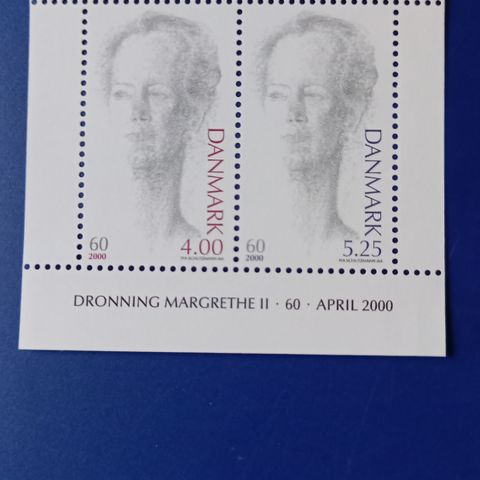 DANMARK
60
2000
4.00
DANMARK
60
2000
5.25
DRONNING MARGRETHE II · 60 · APRIL 2000